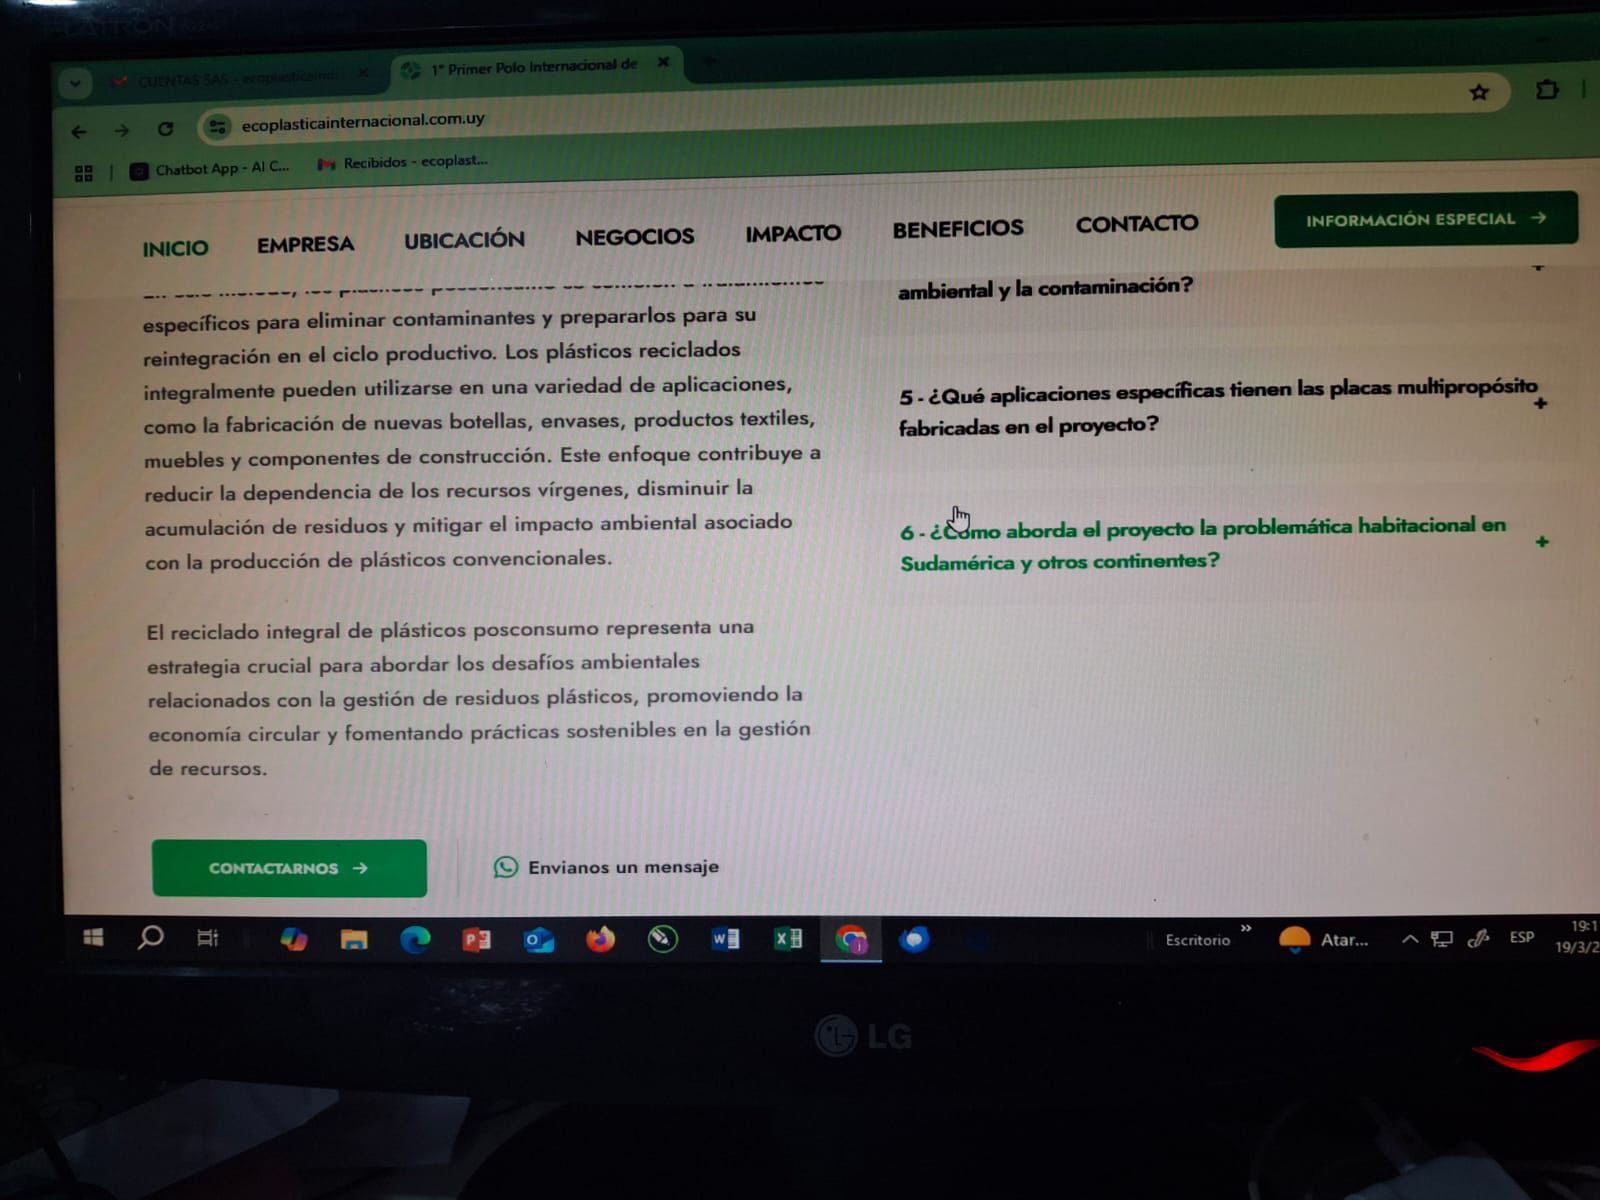 FLATRON
CUENTAS SAS - ecoplasticaind
1° Primer Polo Internacional de
ecoplasticainternacional.com.uy
Chatbot App - AI C...
Recibidos - ecoplast...
INICIO
EMPRESA
UBICACIÓN
NEGOCIOS
IMPACTO
BENEFICIOS
CONTACTO
INFORMACIÓN ESPECIAL
específicos para eliminar contaminantes y prepararlos para su
reintegración en el ciclo productivo. Los plásticos reciclados
integralmente pueden utilizarse en una variedad de aplicaciones,
como la fabricación de nuevas botellas, envases, productos textiles,
muebles y componentes de construcción. Este enfoque contribuye a
reducir la dependencia de los recursos vírgenes, disminuir la
acumulación de residuos y mitigar el impacto ambiental asociado
con la producción de plásticos convencionales.
El reciclado integral de plásticos posconsumo representa una
estrategia crucial para abordar los desafíos ambientales
relacionados con la gestión de residuos plásticos, promoviendo la
economía circular y fomentando prácticas sostenibles en la gestión
de recursos.
CONTACTARNOS
Envianos un mensaje
ambiental y la contaminación?
5 - ¿Qué aplicaciones específicas tienen las placas multipropósito
fabricadas en el proyecto?
6 - ¿Cómo aborda el proyecto la problemática habitacional en
Sudamérica y otros continentes?
Escritorio
Atar...
ESP
19:1
19/3/2
LG